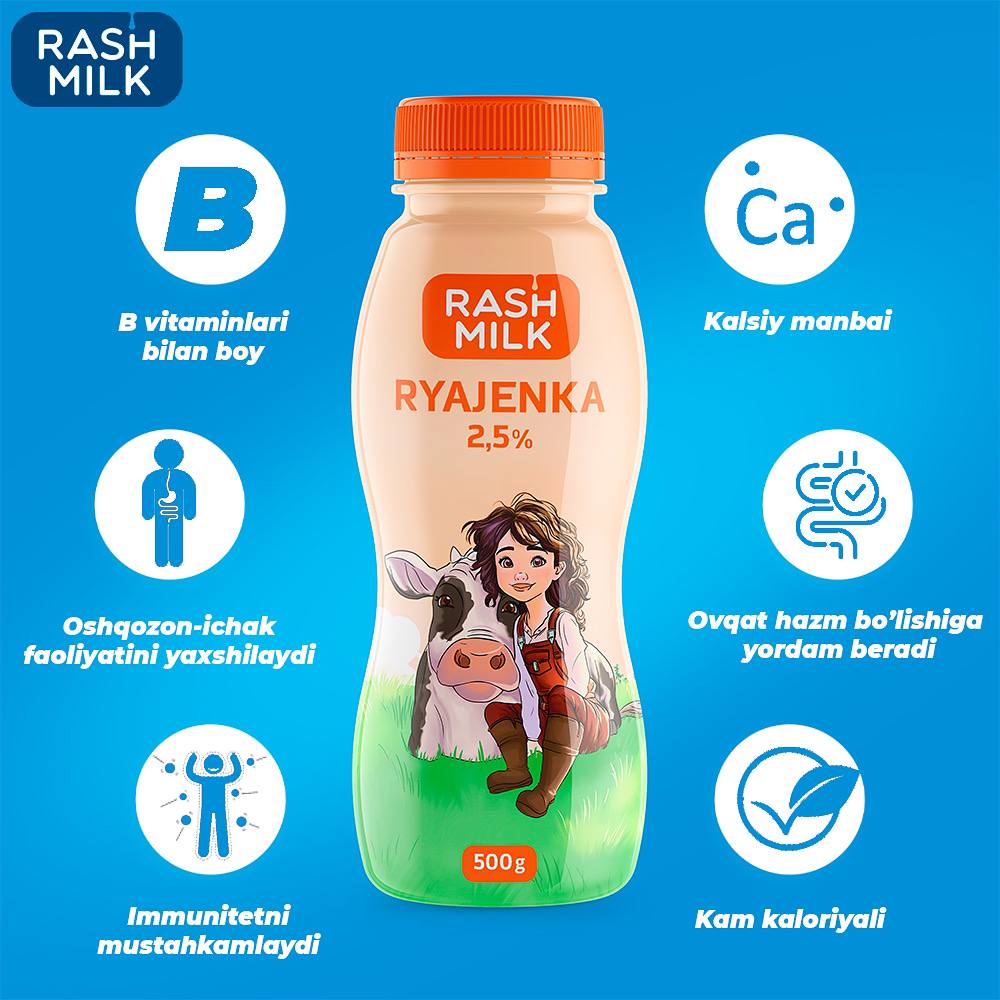 RASH
MILK
B vitaminlari
bilan boy
Oshqozon-ichak
faoliyatini yaxshilaydi
Immunitetni
mustahkamlaydi
B
RASH
MILK
RYAJENKA
2,5%
500g
Ca
Kalsiy manbai
Ovqat hazm bo’lishiga
yordam beradi
Kam kaloriyali